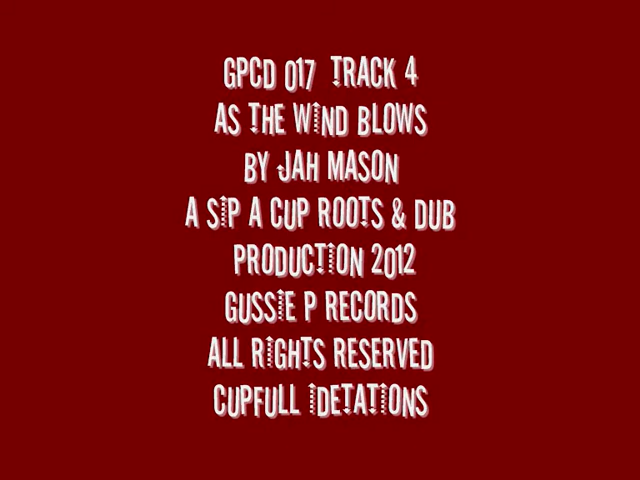 GPCD 017 TRACK 4
AS THE WIND BLOWS
BY JAH MASON
A SIP A CUP ROOTS & DUB
PRODUCTION 2012
GUSSIE P RECORDS
ALL RIGHTS RESERVED
CUPFULL IDETATIONS